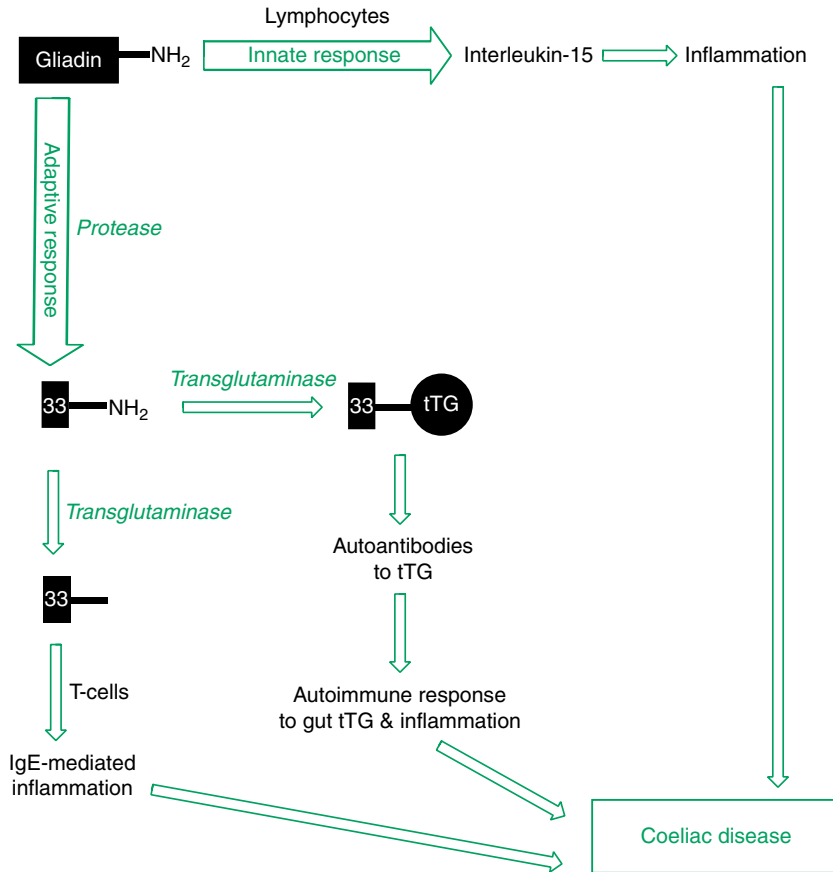 Lymphocytes
Gliadin
NH₂
Innate response
Interleukin-15
Inflammation
Adaptive response
Protease
33
NH₂
Transglutaminase
33
tTG
Transglutaminase
Autoantibodies
to tTG
33
T-cells
Autoimmune response
to gut tTG & inflammation
IgE-mediated
inflammation
Coeliac disease